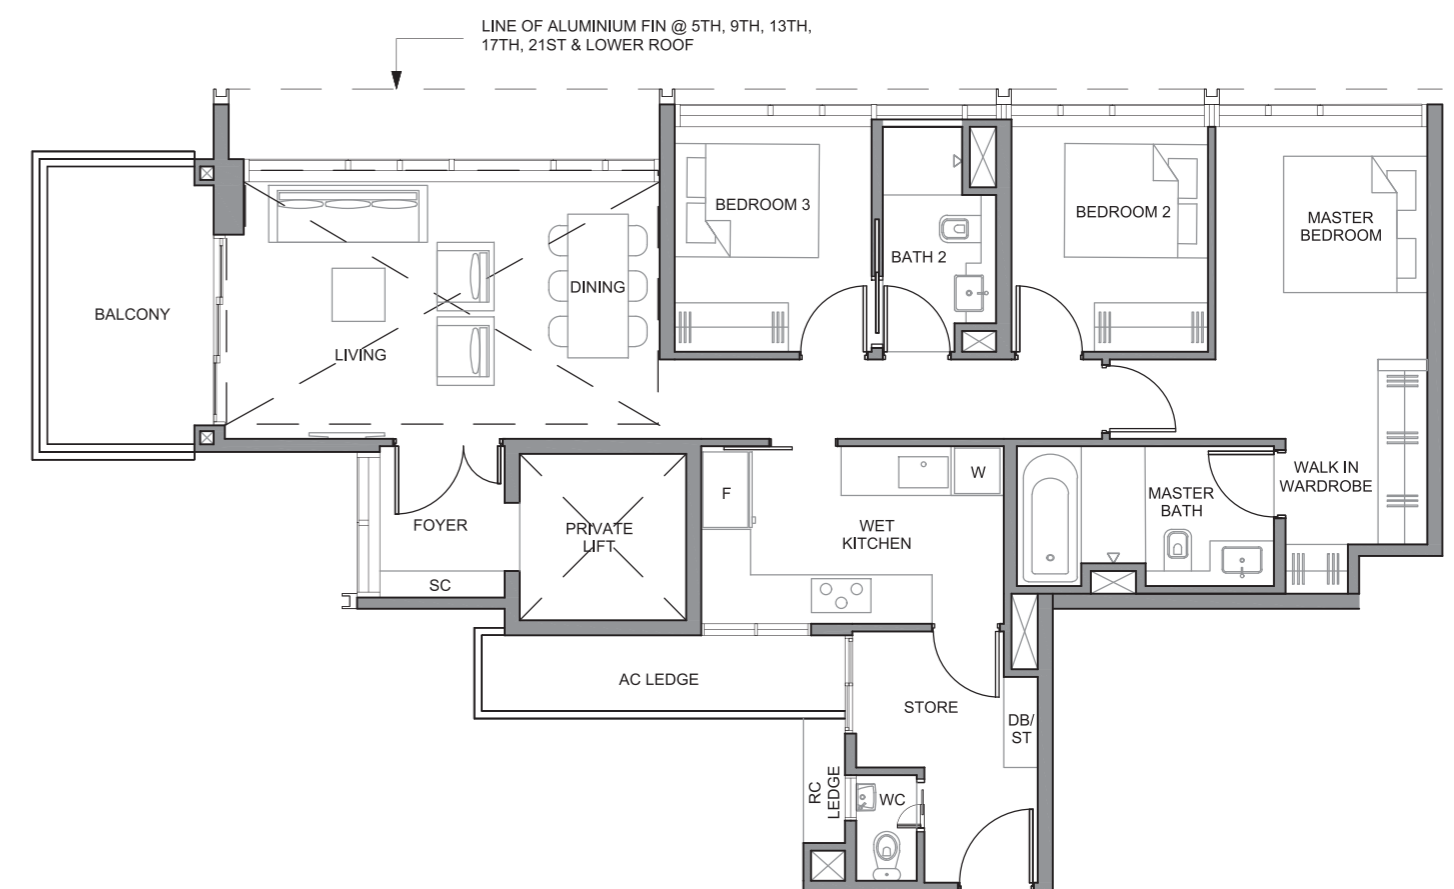 LINE OF ALUMINIUM FIN @ 5TH, 9TH, 13TH,
17TH, 21ST & LOWER ROOF
BEDROOM 3
BEDROOM 2
MASTER
BEDROOM
BATH 2
DINING
BALCONY
LIVING
F
W
WALK IN
WARDROBE
MASTER
BATH
FOYER
PRIVATE
LIFT
WET
KITCHEN
SC
AC LEDGE
STORE
DB/
ST
RC
LEDGE
WC